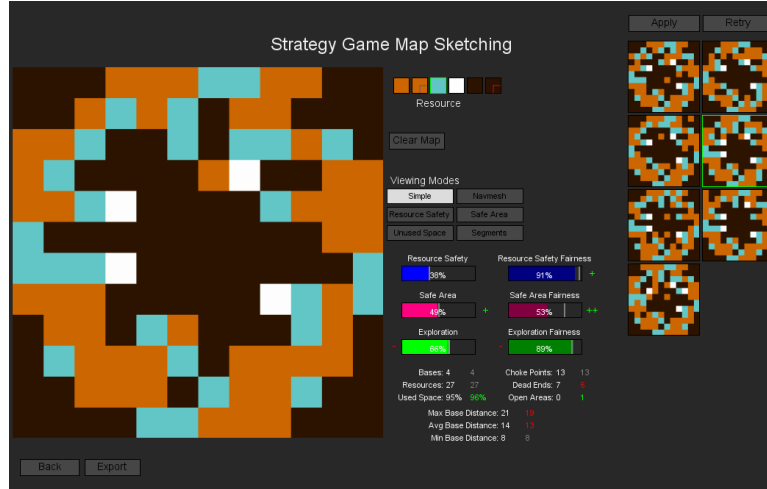 Apply Retry
Strategy Game Map Sketching
Resource
Clear Map
Viewing Modes
Simple Navmesh
Resource Safety Safe Area
Unused Space Segments
Resource Safety Resource Safety Fairness
38% 91% +
Safe Area Safe Area Fairness
49% + 53% ++
Exploration Exploration Fairness
- 66% - 89%
Bases: 4 4 Choke Points: 13 13
Resources: 27 27 Dead Ends: 7 6
Used Space: 95% 96% Open Areas: 0 1
Max Base Distance: 21 19
Avg Base Distance: 14 13
Min Base Distance: 8 8
Back Export